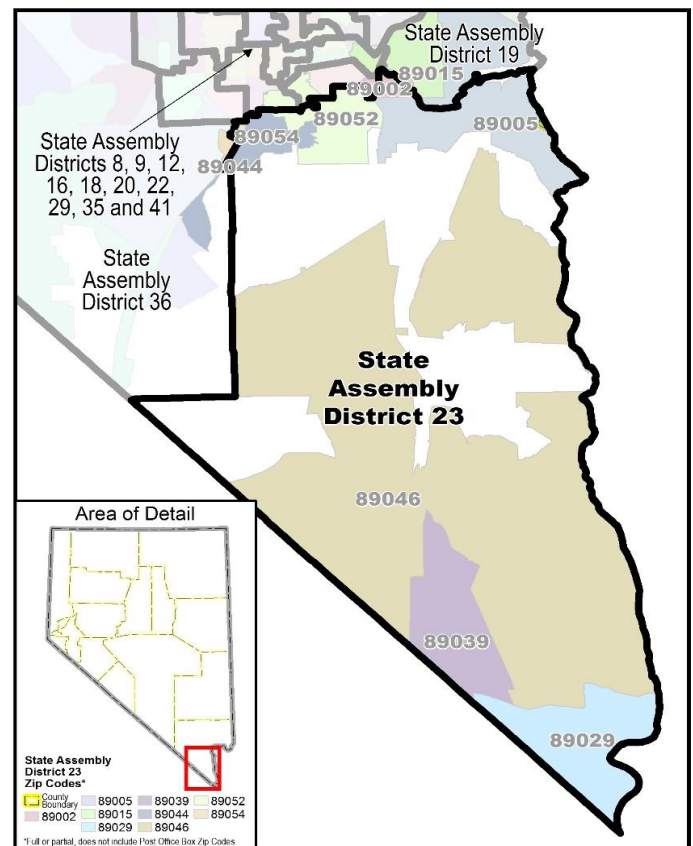 State Assembly
District 19
89015
89002
89052
89005
89054
89044
State Assembly
Districts 8, 9, 12,
16, 18, 20, 22,
29, 35 and 41
State
Assembly
District 36
State
Assembly
District 23
89046
89039
89029
Area of Detail
State Assembly
District 23
Zip Codes*
County
Boundary
89002
89005
89015
89029
89039
89044
89046
89052
89054
*Full or partial, does not include Post Office Box Zip Codes